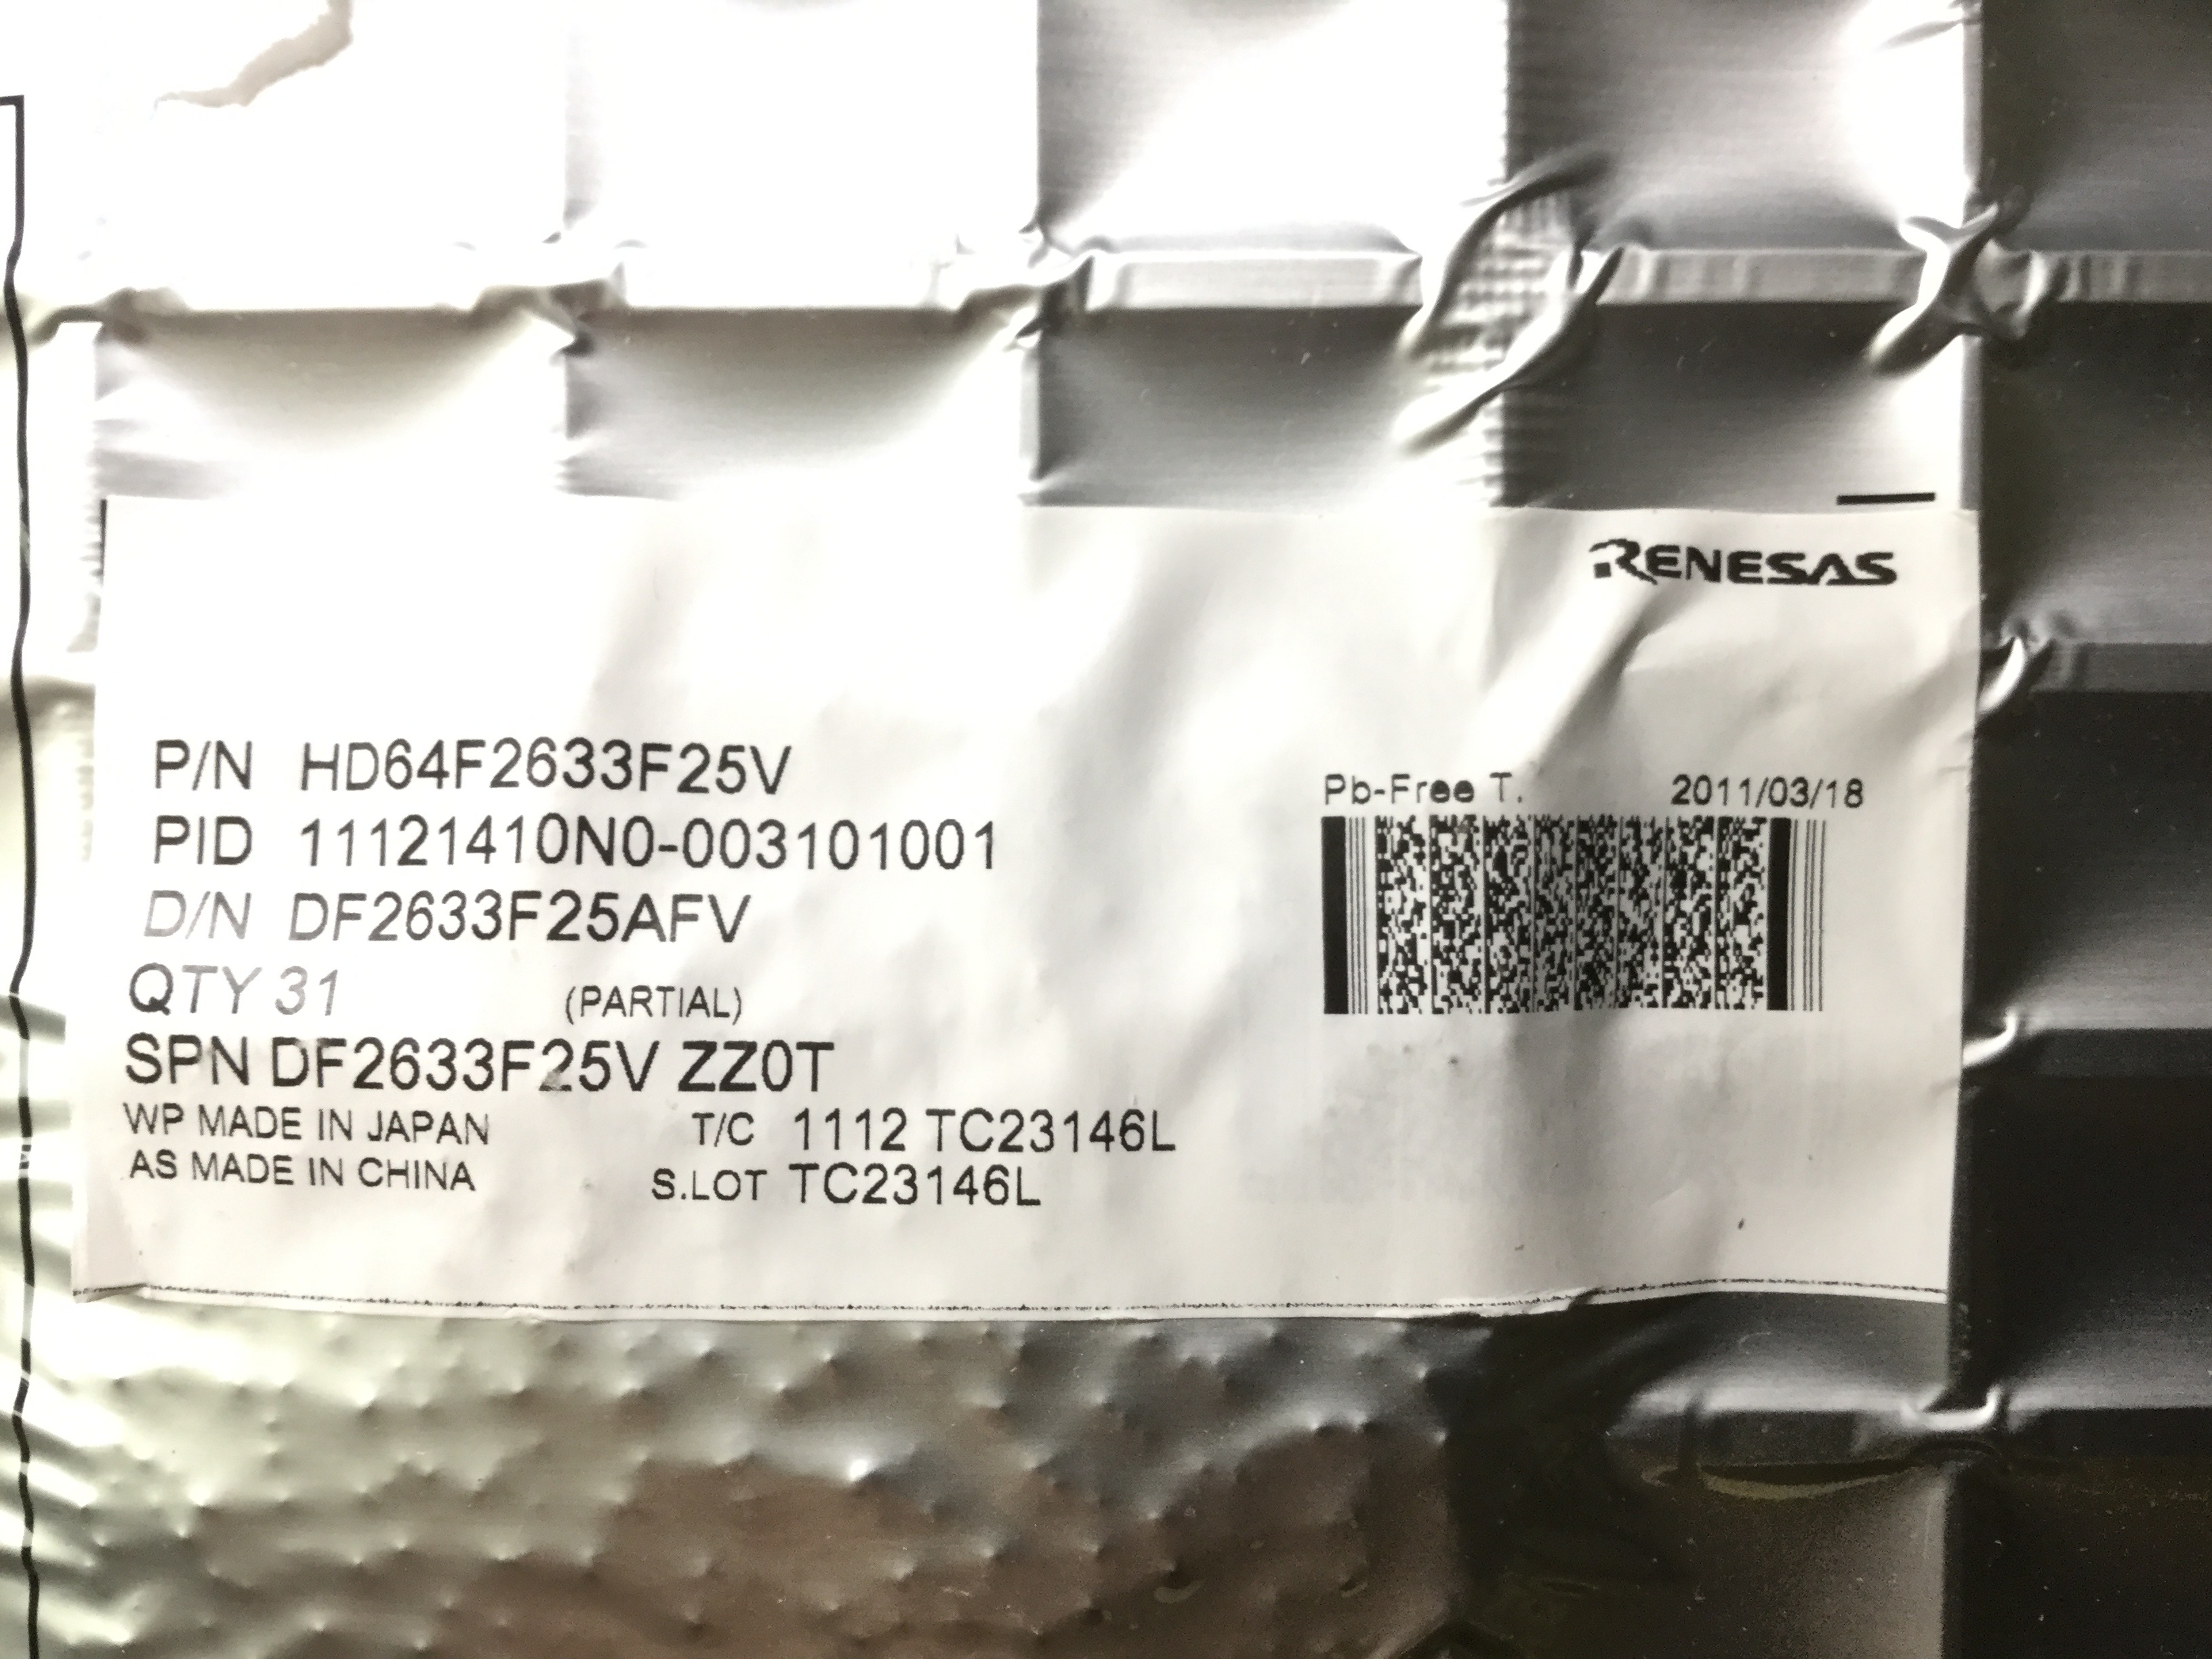 RENESAS
P/N HD64F2633F25V
Pb-Free T. 2011/03/18
PID 11121410N0-003101001
D/N DF2633F25AFV
QTY 31 (PARTIAL)
SPN DF2633F25V ZZ0T
WP MADE IN JAPAN T/C 1112 TC23146L
AS MADE IN CHINA S.LOT TC23146L